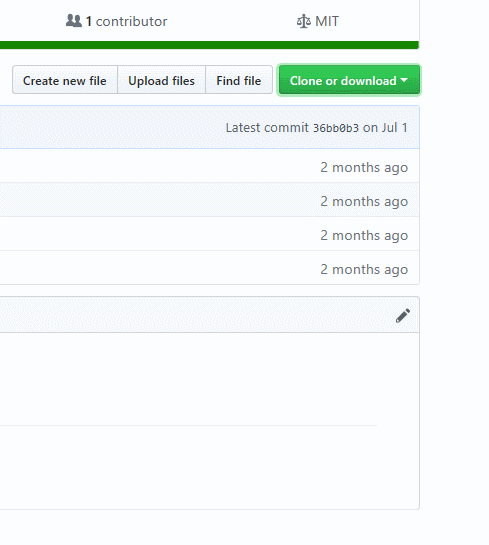 1 contributor MIT
Create new file Upload files Find file Clone or download
Latest commit 36bb0b3 on Jul 1
2 months ago
2 months ago
2 months ago
2 months ago